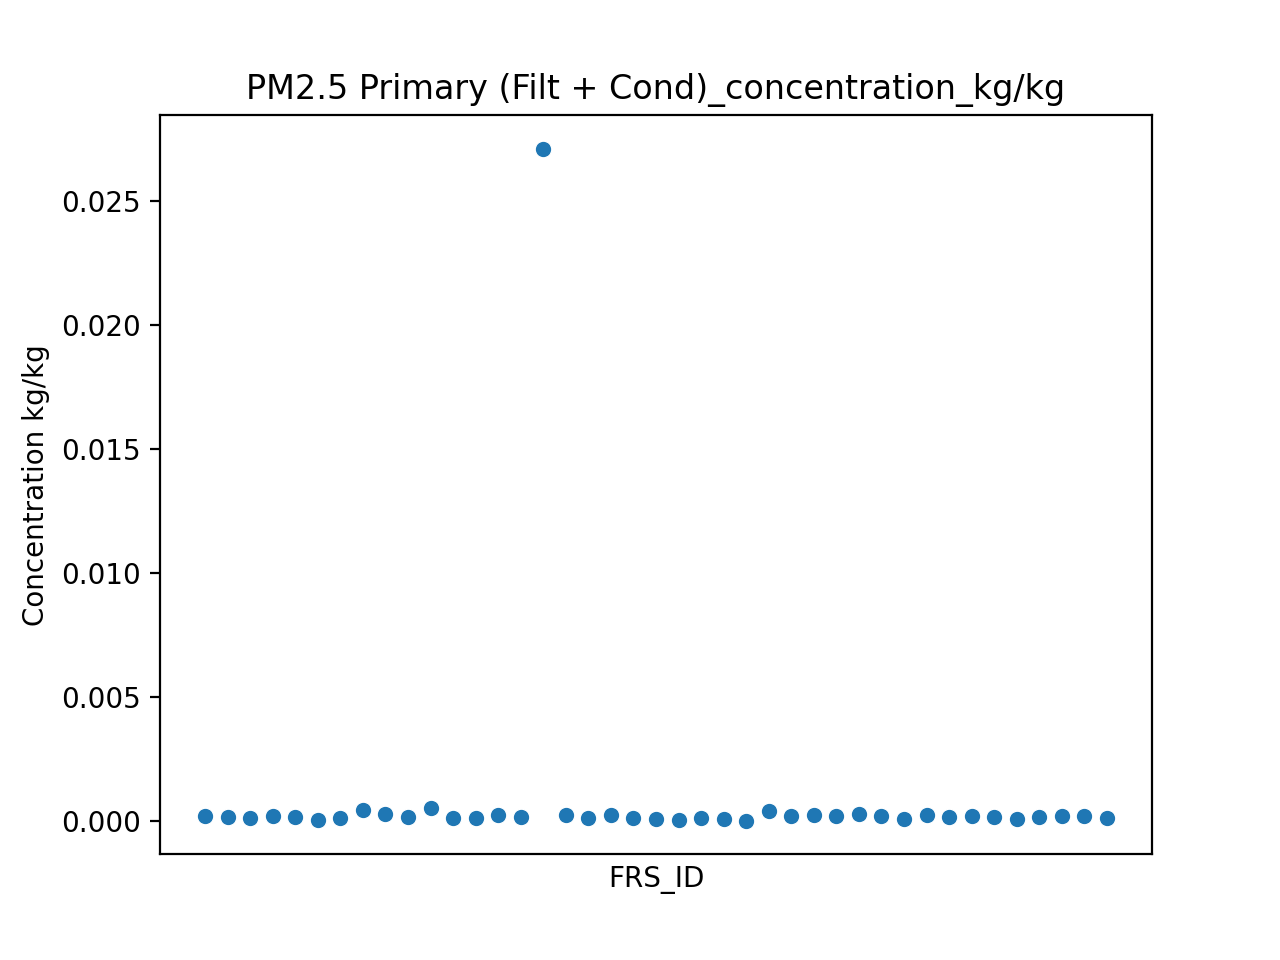 PM2.5 Primary (Filt + Cond)_concentration_kg/kg
Concentration kg/kg
0.025
0.020
0.015
0.010
0.005
0.000
FRS_ID